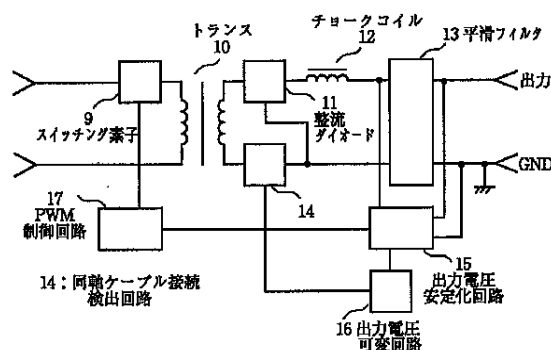 トランス
10
チョークコイル
12
13 平滑フィルタ
出力
9
スイッチング素子
11
整流
ダイオード
GND
17
PWM
制御回路
14
14:同軸ケーブル接続
検出回路
15
出力電圧
安定化回路
16 出力電圧
可変回路